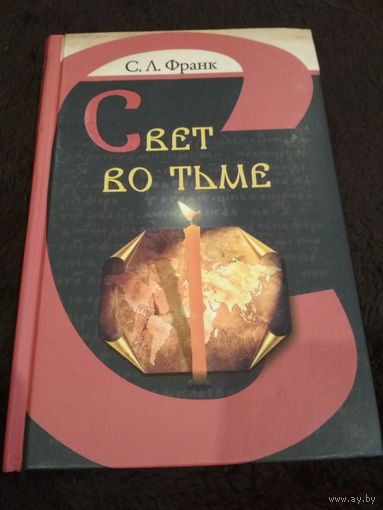 С. Л. Франк
Свет
во тьме
www.ay.by